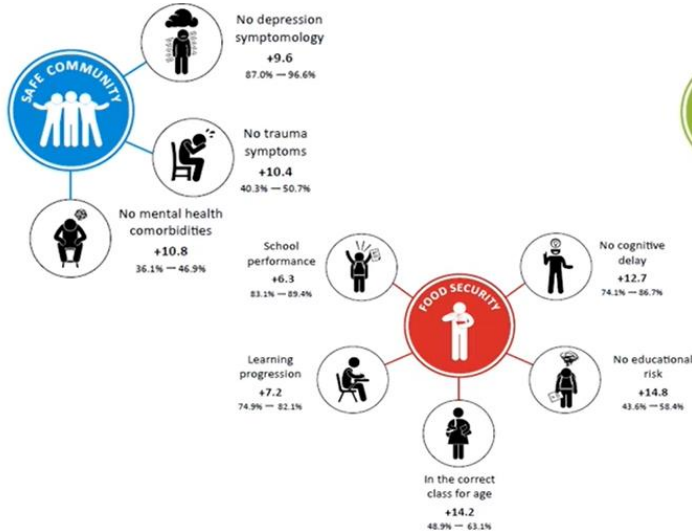 SAFE COMMUNITY
No depression
symptomology
+9.6
87.0% — 96.6%
No trauma
symptoms
+10.4
40.3% — 50.7%
No mental health
comorbidities
+10.8
36.1% — 46.9%
FOOD SECURITY
School
performance
+6.3
83.1% — 89.4%
No cognitive
delay
+12.7
74.1% — 86.7%
Learning
progression
+7.2
74.9% — 82.1%
No educational
risk
+14.8
43.6% — 58.4%
In the correct
class for age
+14.2
48.9% — 63.1%